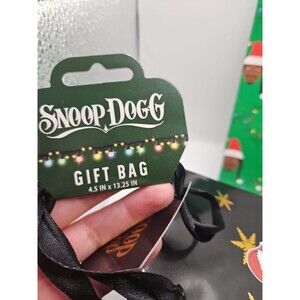 SNOOP DOGG
GIFT BAG
4.5 IN x 13.25 IN